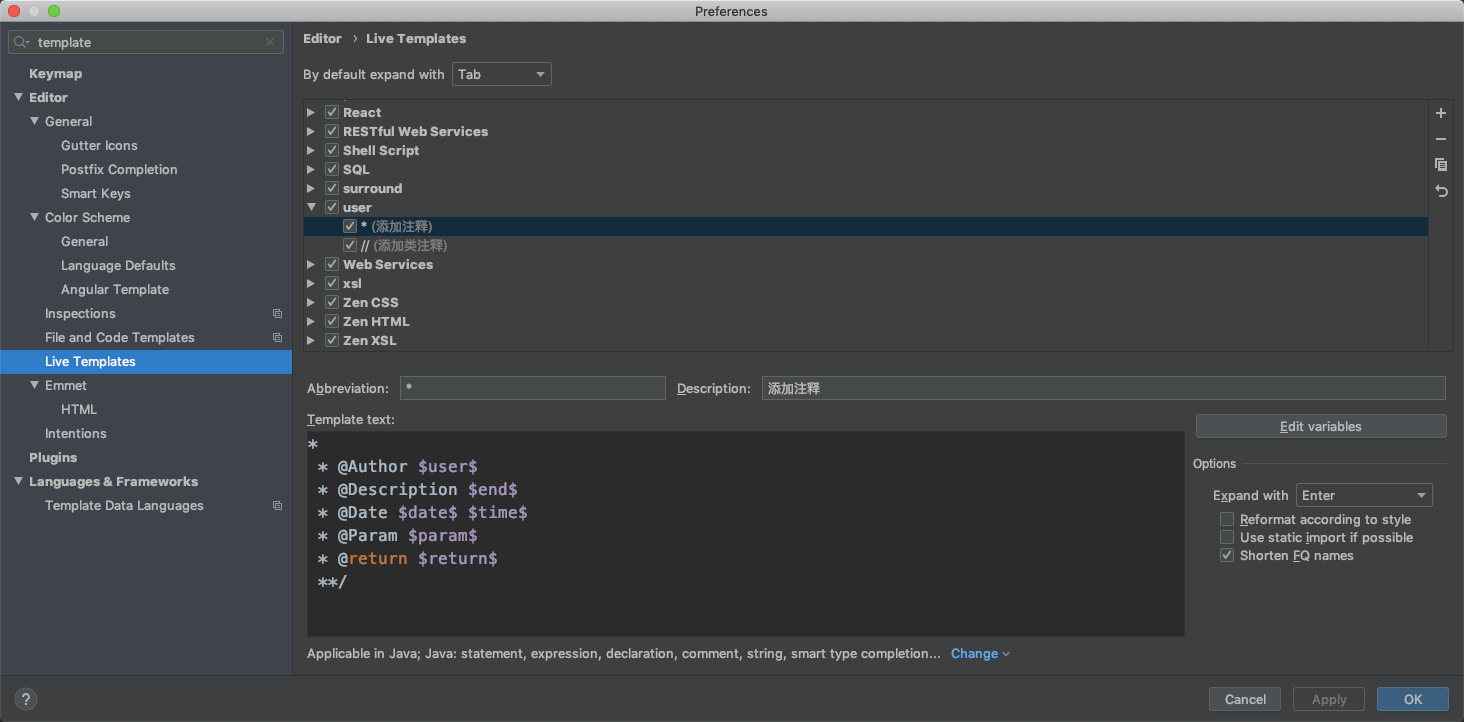 Preferences
template
Keymap
Editor
General
Gutter Icons
Postfix Completion
Smart Keys
Color Scheme
General
Language Defaults
Angular Template
Inspections
File and Code Templates
Live Templates
Emmet
HTML
Intentions
Plugins
Languages & Frameworks
Template Data Languages
Editor › Live Templates
By default expand with Tab
React
RESTful Web Services
Shell Script
SQL
surround
user
* (添加注释)
// (添加类注释)
Web Services
xsl
Zen CSS
Zen HTML
Zen XSL
Abbreviation: * Description: 添加注释
Template text:
*
* @Author $user$
* @Description $end$
* @Date $date$ $time$
* @Param $param$
* @return $return$
**/
Edit variables
Options
Expand with Enter
Reformat according to style
Use static import if possible
Shorten FQ names
Applicable in Java; Java: statement, expression, declaration, comment, string, smart type completion... Change
? Cancel Apply OK